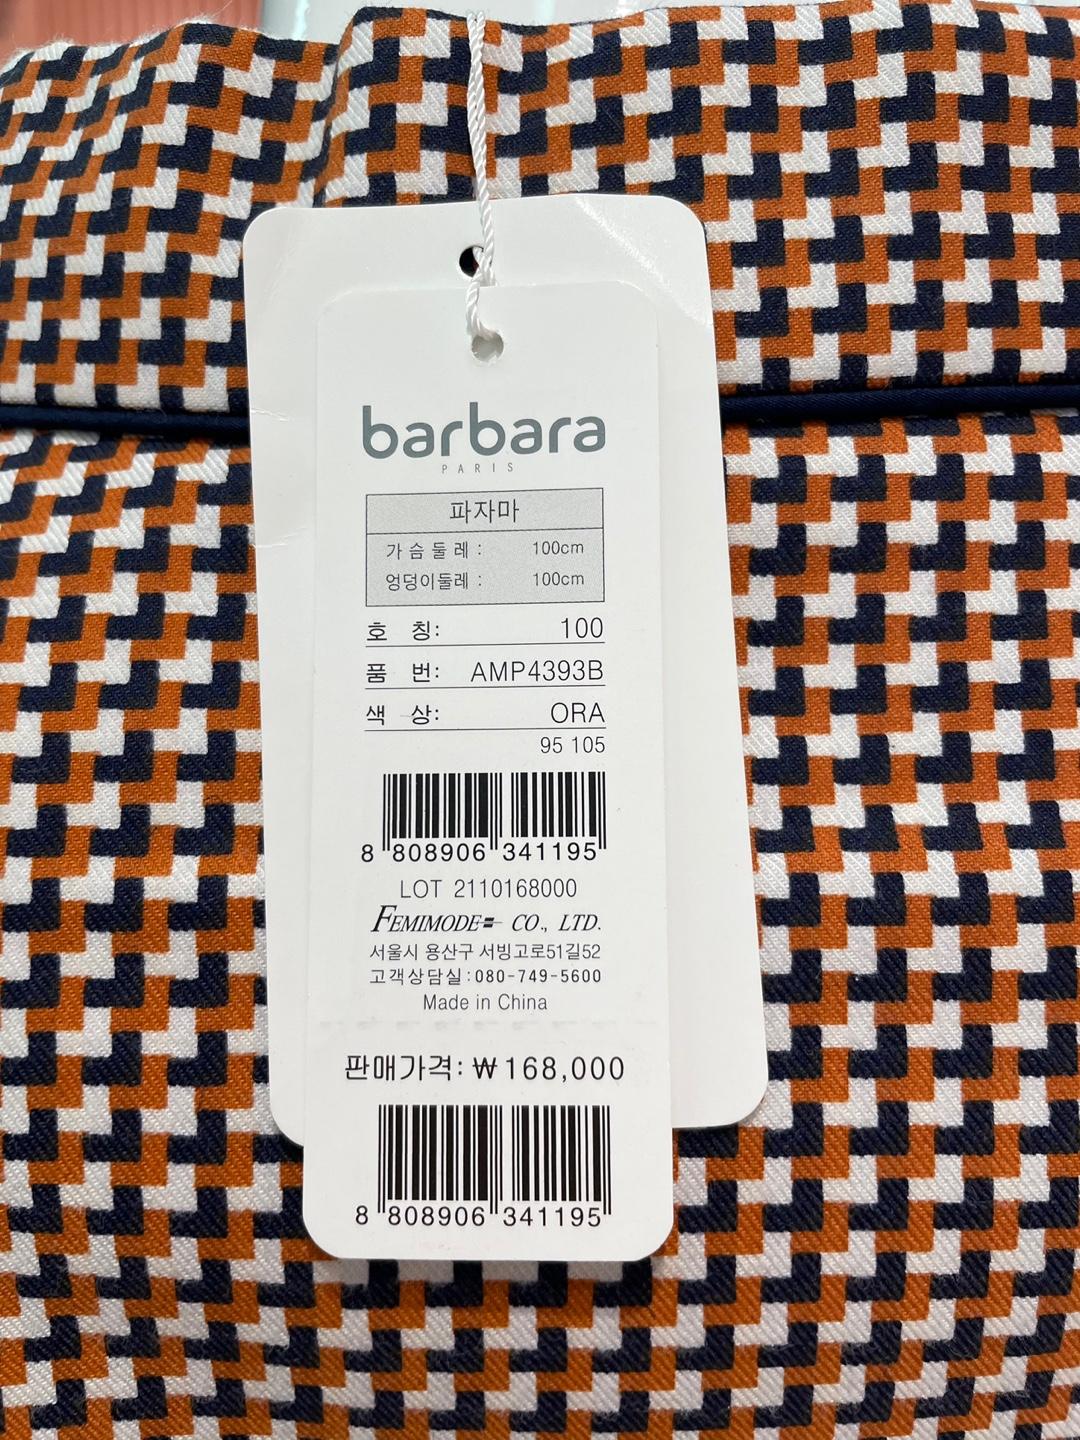 barbara
PARIS
파자마
가슴둘레 : 100cm
엉덩이둘레 : 100cm
호 칭: 100
품 번: AMP4393B
색 상: ORA
95 105
8 808906 341195
LOT 2110168000
FEMIMODE CO., LTD.
서울시 용산구 서빙고로51길52
고객상담실:080-749-5600
Made in China
판매가격: ₩168,000
8 808906 341195